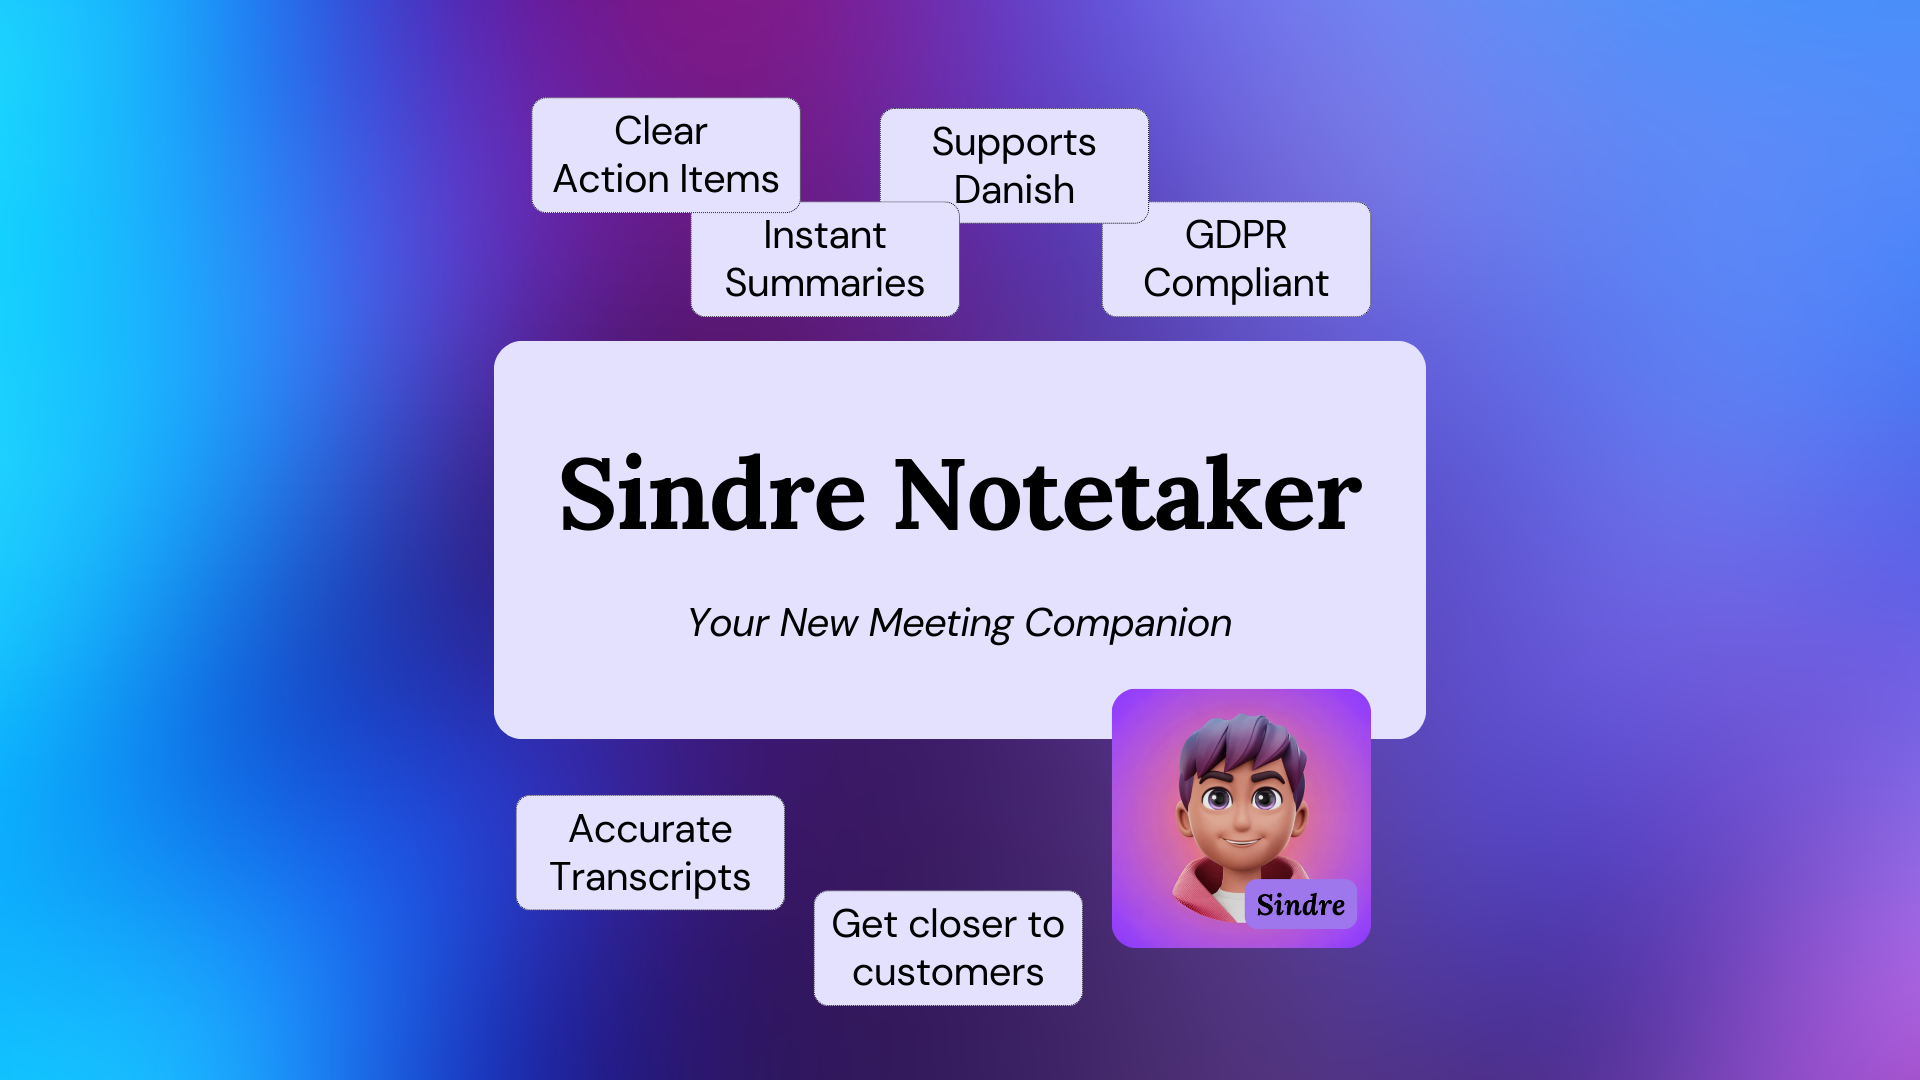 Clear
Action Items
Supports
Danish
Instant
Summaries
GDPR
Compliant
Sindre Notetaker
Your New Meeting Companion
Accurate
Transcripts
Get closer to
customers
Sindre